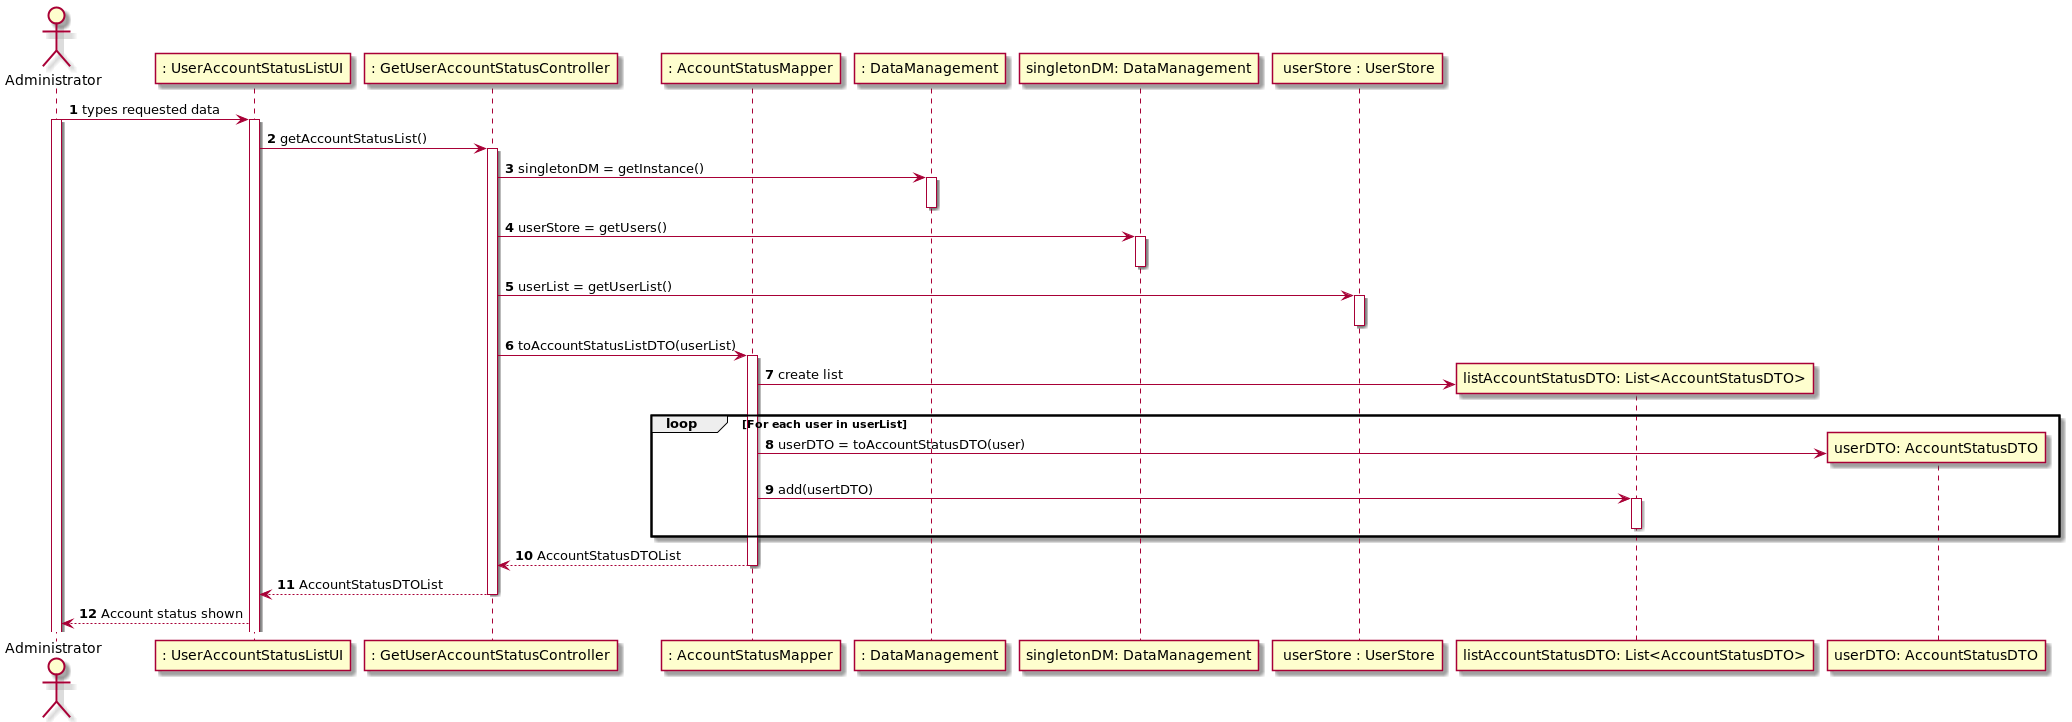 Administrator
: UserAccountStatusListUI
: GetUserAccountStatusController
: AccountStatusMapper
: DataManagement
singletonDM: DataManagement
userStore : UserStore
1 types requested data
2 getAccountStatusList()
3 singletonDM = getInstance()
4 userStore = getUsers()
5 userList = getUserList()
6 toAccountStatusListDTO(userList)
7 create list
listAccountStatusDTO: List<AccountStatusDTO>
loop [For each user in userList]
8 userDTO = toAccountStatusDTO(user)
userDTO: AccountStatusDTO
9 add(usertDTO)
10 AccountStatusDTOList
11 AccountStatusDTOList
12 Account status shown
Administrator
: UserAccountStatusListUI
: GetUserAccountStatusController
: AccountStatusMapper
: DataManagement
singletonDM: DataManagement
userStore : UserStore
listAccountStatusDTO: List<AccountStatusDTO>
userDTO: AccountStatusDTO